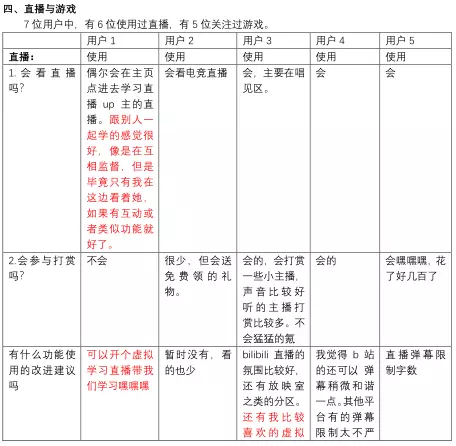 四、直播与游戏
7 位用户中，有 6 位使用过直播，有 5 位关注过游戏。
用户 1 用户 2 用户 3 用户 4 用户 5
直播： 使用 使用 使用 使用 使用
1. 会看直播吗？
偶尔会在主页
点进去学习直
播 up 主的直
播。跟别人一
起学的感觉很
好，像是在互
相监督，但是
毕竟只有我在
这边看着她，
如果有互动或
者类似功能就
好了。
会看电竞直播
会，主要在唱
见区。
会
会
2.会参与打赏
吗？
不会
很少，但会送
免费领的礼
物。
会的，会打赏
一些小主播，
声音比较好
听的主播打
赏比较多。不
会猛猛的氪
会的
会嘿嘿嘿，花
了好几百了
有什么功能使
用的改进建议
吗
可以开个虚拟
学习直播带我
们学习嘿嘿嘿
暂时没有，看
的也少
bilibili 直播的
氛围比较好，
还有放映室
之类的分区。
还有我比较
喜欢的虚拟
我觉得 b 站
的还可以 弹
幕稍微和谐
一点。其他平
台有的弹幕
限制太不严
直播弹幕限
制字数